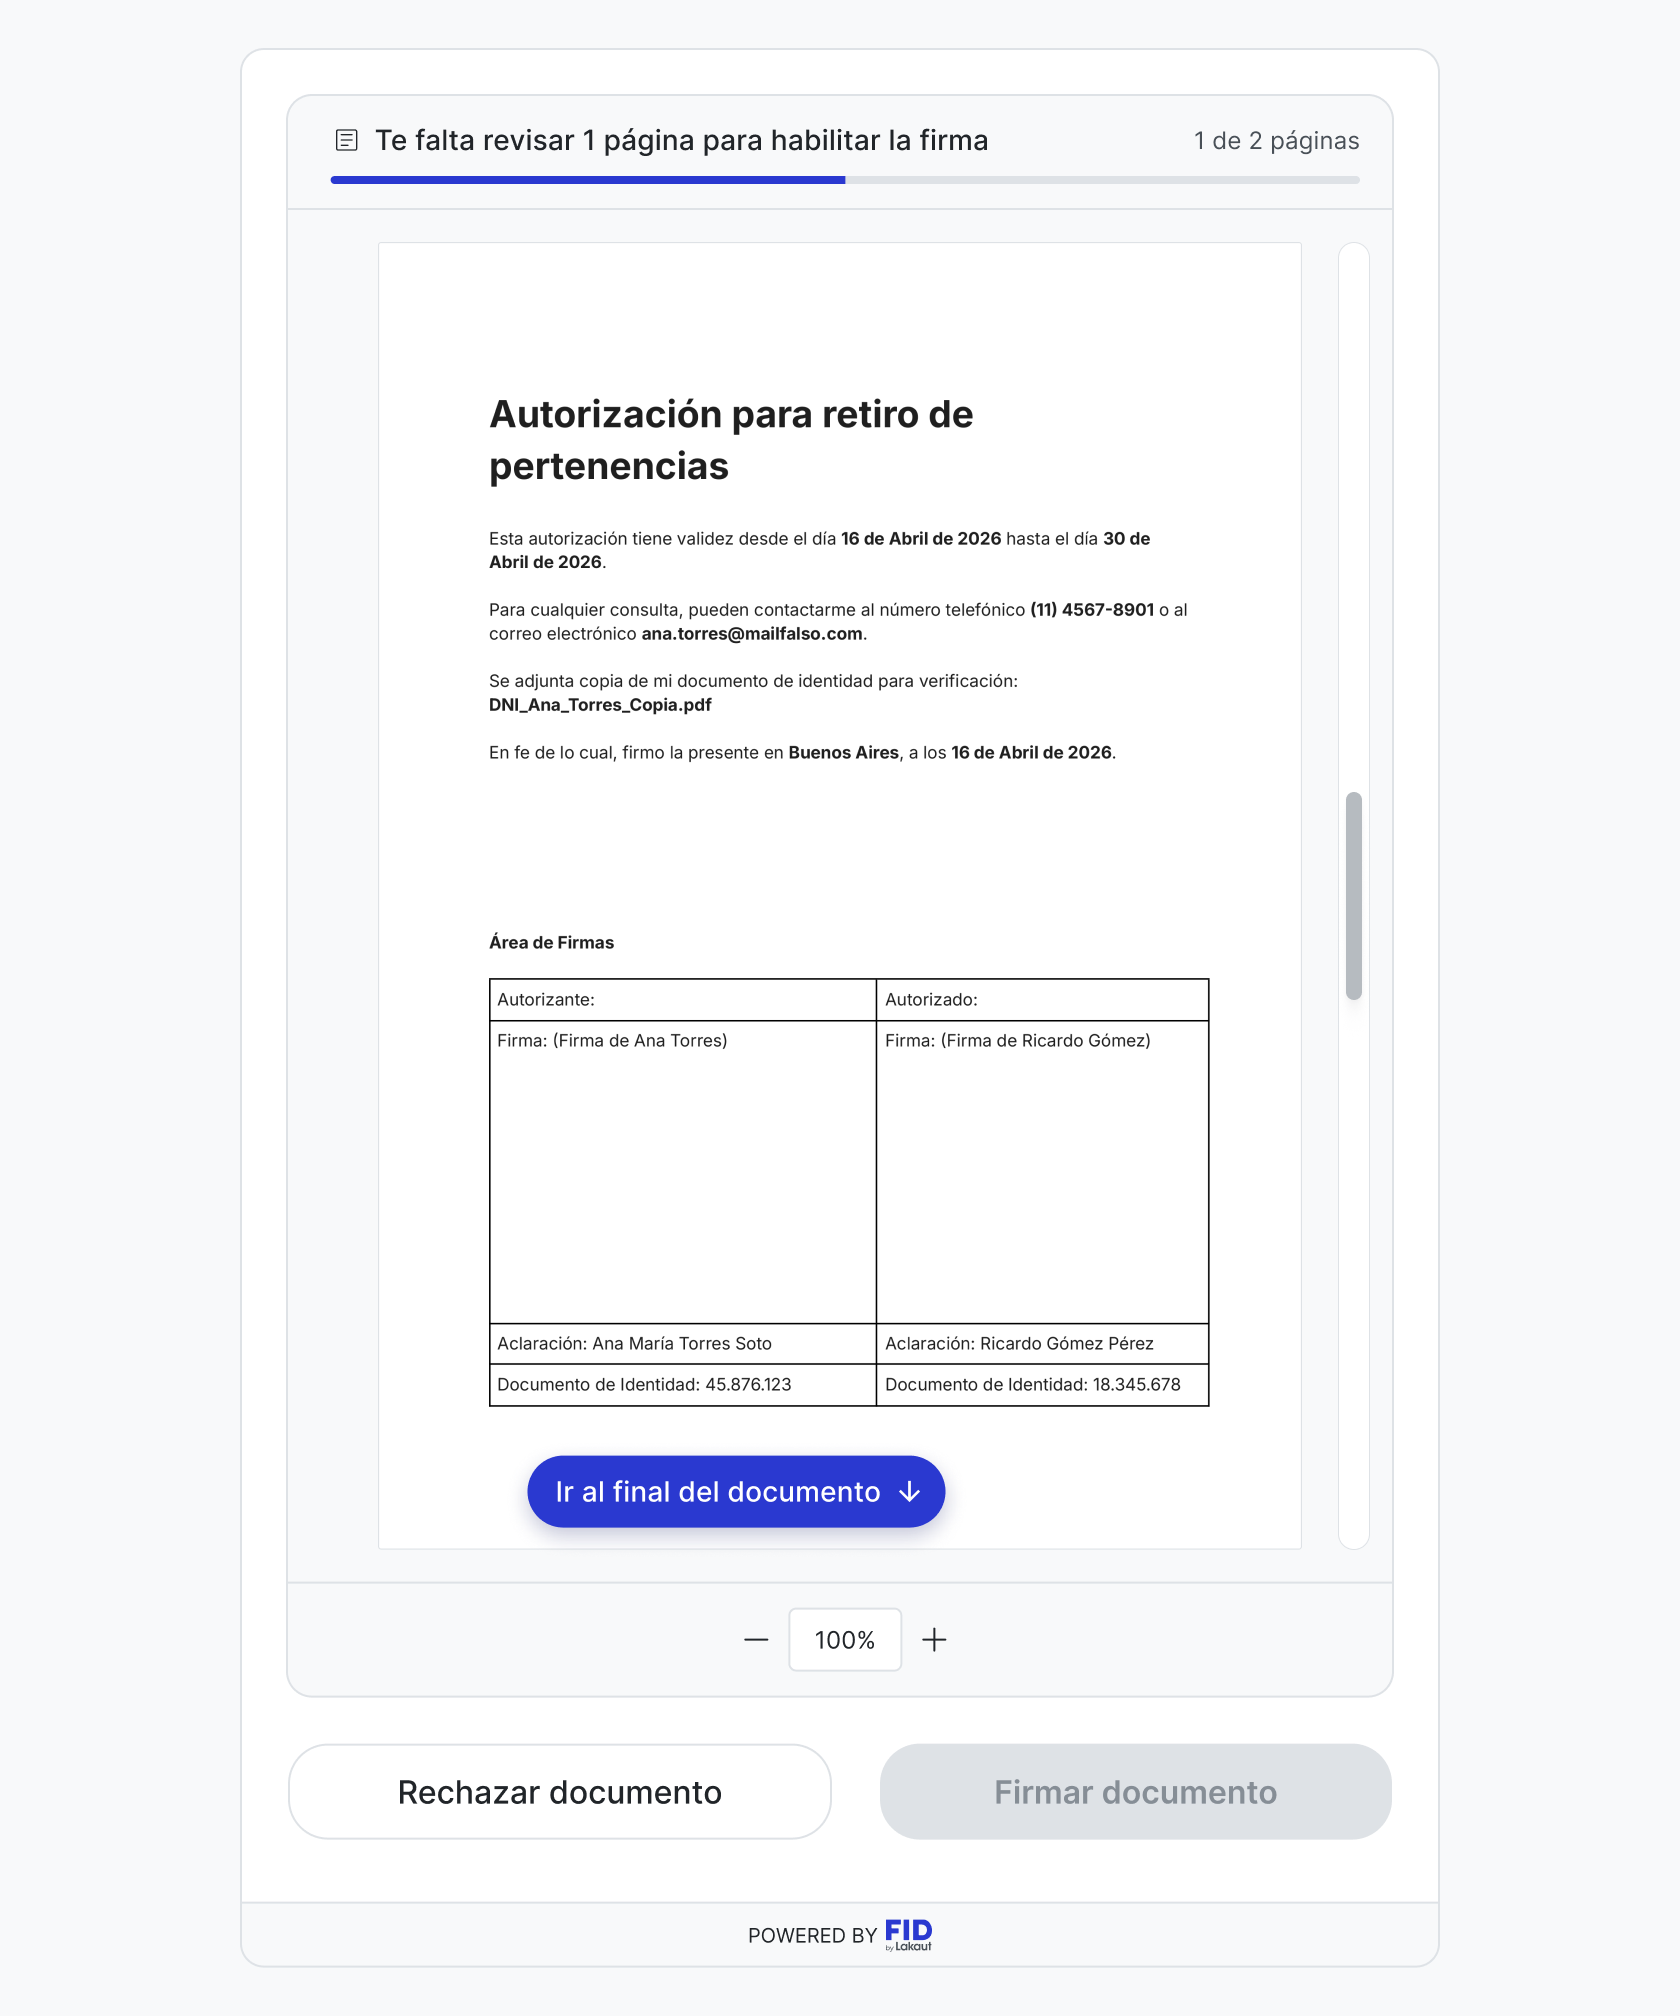 Te falta revisar 1 página para habilitar la firma
1 de 2 páginas
Autorización para retiro de
pertenencias
Esta autorización tiene validez desde el día 16 de Abril de 2026 hasta el día 30 de
Abril de 2026.
Para cualquier consulta, pueden contactarme al número telefónico (11) 4567-8901 o al
correo electrónico ana.torres@mailfalso.com.
Se adjunta copia de mi documento de identidad para verificación:
DNI_Ana_Torres_Copia.pdf
En fe de lo cual, firmo la presente en Buenos Aires, a los 16 de Abril de 2026.
Área de Firmas
Autorizante:
Autorizado:
Firma: (Firma de Ana Torres)
Firma: (Firma de Ricardo Gómez)
Aclaración: Ana María Torres Soto
Aclaración: Ricardo Gómez Pérez
Documento de Identidad: 45.876.123
Documento de Identidad: 18.345.678
Ir al final del documento
100%
Rechazar documento
Firmar documento
POWERED BY FID
by Lakaut